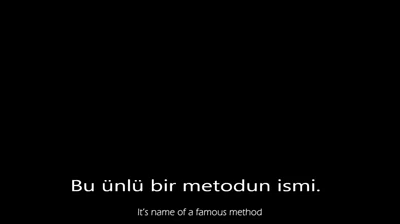 Bu ünlü bir metodun ismi.
It's name of a famous method